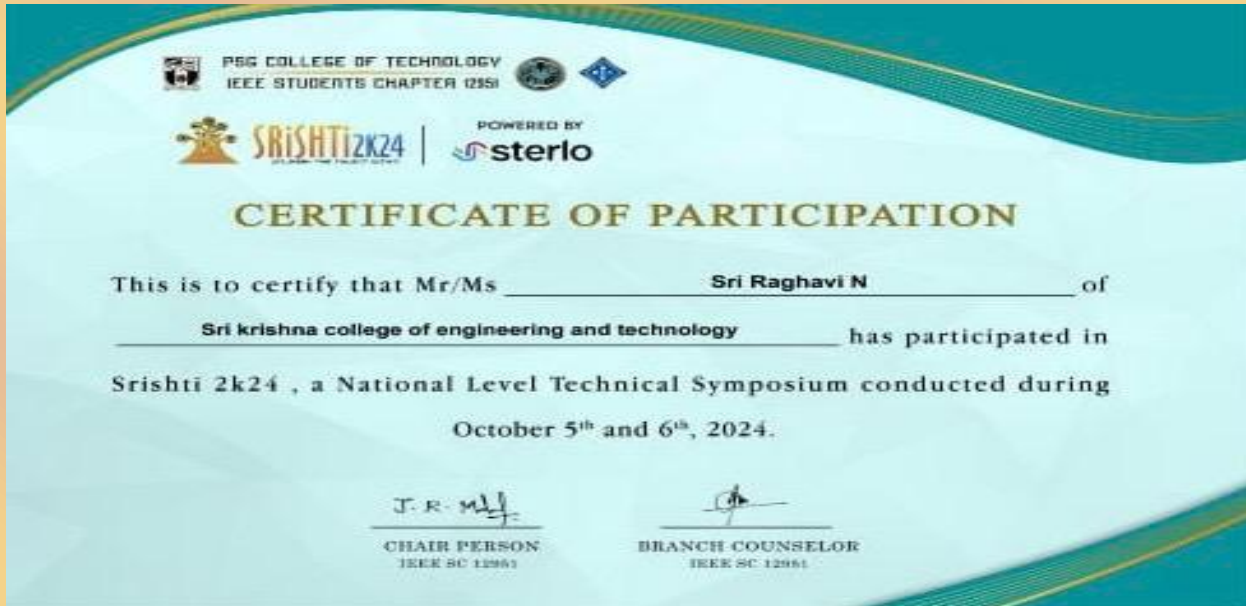 PSG COLLEGE OF TECHNOLOGY
IEEE STUDENTS CHAPTER 12951
SRiSHTi2K24
POWERED BY
sterlo
CERTIFICATE OF PARTICIPATION
This is to certify that Mr/Ms Sri Raghavi N of
Sri krishna college of engineering and technology has participated in
Srishti 2k24 , a National Level Technical Symposium conducted during
October 5th and 6th, 2024.
J. R.
CHAIR PERSON
IEEE SC 12951
BRANCH COUNSELOR
IEEE SC 12951